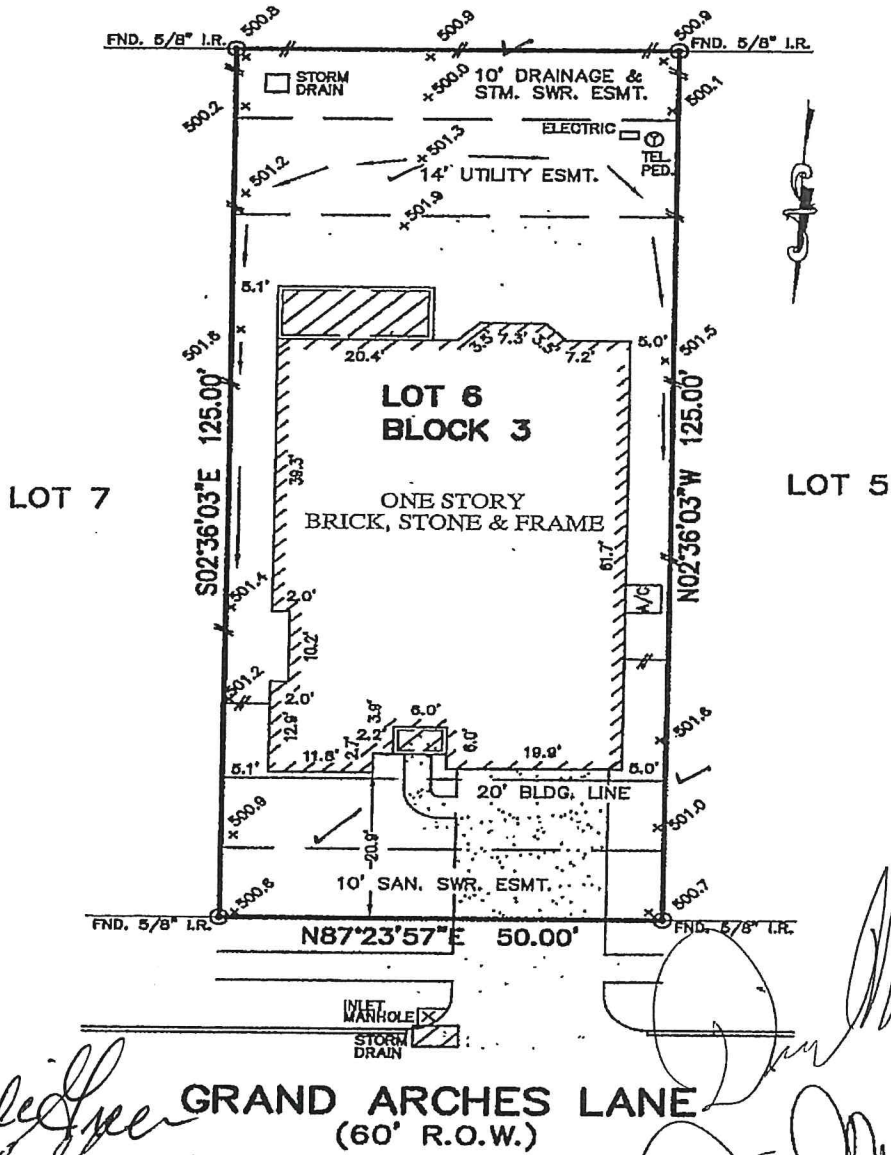 500.8
500.9
500.9
FND. 5/8" I.R.
FND. 5/8" I.R.
STORM
DRAIN
500.0
10' DRAINAGE &
STM. SWR. ESMT.
500.2
500.1
ELECTRIC
TEL.
PED.
501.3
501.2
14' UTILITY ESMT.
501.9
5.1'
501.6
20.4'
3.5'
7.3'
3.5'
7.2'
5.0'
501.5
LOT 6
BLOCK 3
S02°36'03"E 125.00'
N02°36'03"W 125.00'
39.3'
LOT 7
LOT 5
ONE STORY
BRICK, STONE & FRAME
61.7'
501.4
2.0'
A/C
10.2'
501.2
2.0'
12.9'
3.9'
6.0'
2.2'
2.7'
6.0'
501.6
11.8'
19.9'
5.1'
5.0'
20' BLDG. LINE
500.9
501.0
20.9'
10' SAN. SWR. ESMT.
500.6
500.7
FND. 5/8" I.R.
FND. 5/8" I.R.
N87°23'57"E 50.00'
INLET
MANHOLE
STORM
DRAIN
GRAND ARCHES LANE
(60' R.O.W.)